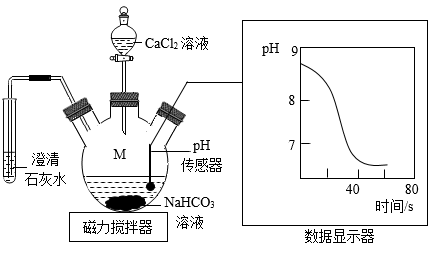 CaCl₂ 溶液
澄清
石灰水
M
pH
传感器
NaHCO₃
溶液
磁力搅拌器
pH
9
8
7
40
80
时间/s
数据显示器